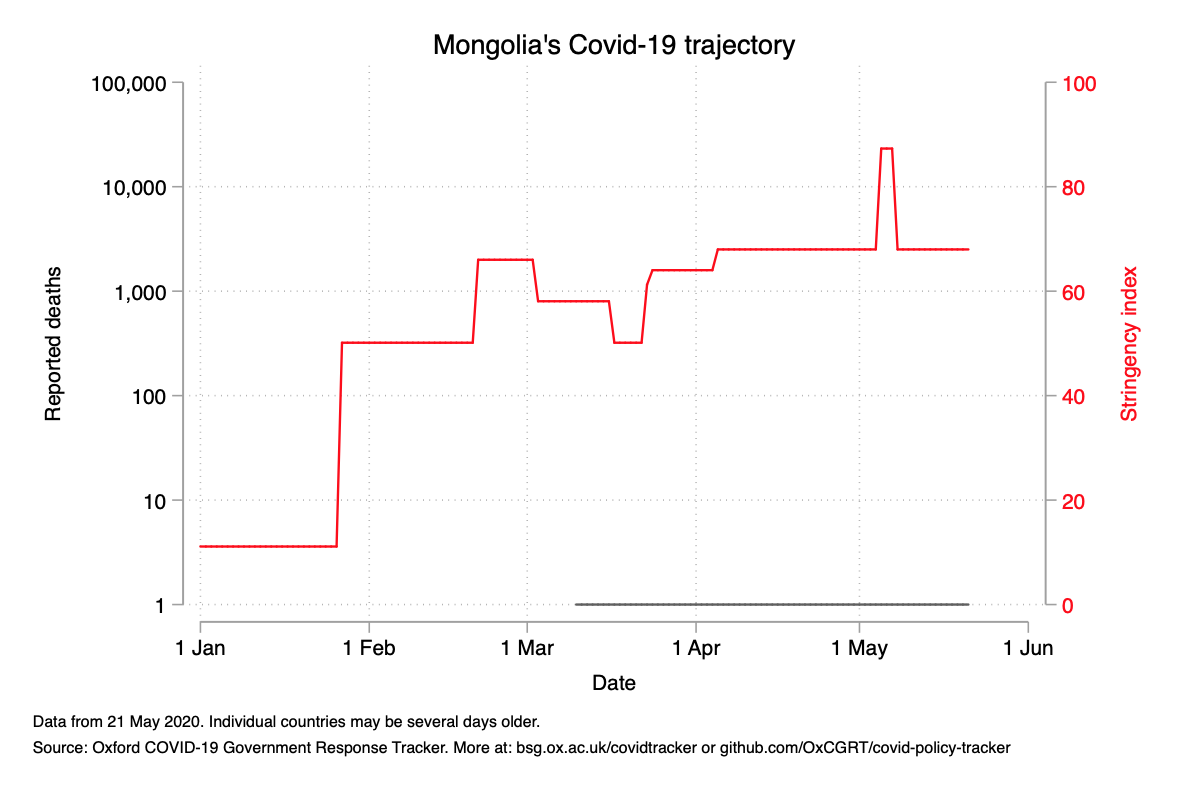 Mongolia's Covid-19 trajectory
100,000
10,000
1,000
100
10
1
Reported deaths
100
80
60
40
20
0
Stringency index
1 Jan 1 Feb 1 Mar 1 Apr 1 May 1 Jun
Date
Data from 21 May 2020. Individual countries may be several days older.
Source: Oxford COVID-19 Government Response Tracker. More at: bsg.ox.ac.uk/covidtracker or github.com/OxCGRT/covid-policy-tracker